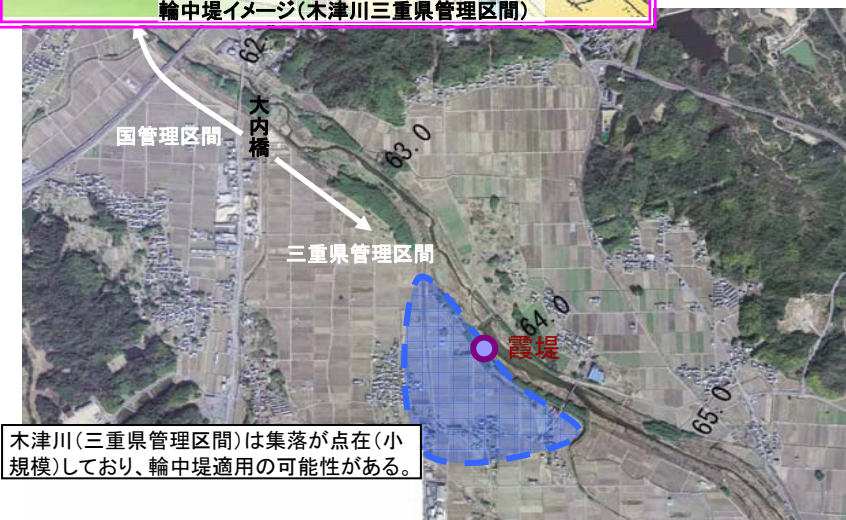 輪中堤イメージ(木津川三重県管理区間)
62
大内橋
国管理区間
63.0
三重県管理区間
64.0
霞堤
65.0
木津川(三重県管理区間)は集落が点在(小
規模)しており、輪中堤適用の可能性がある。